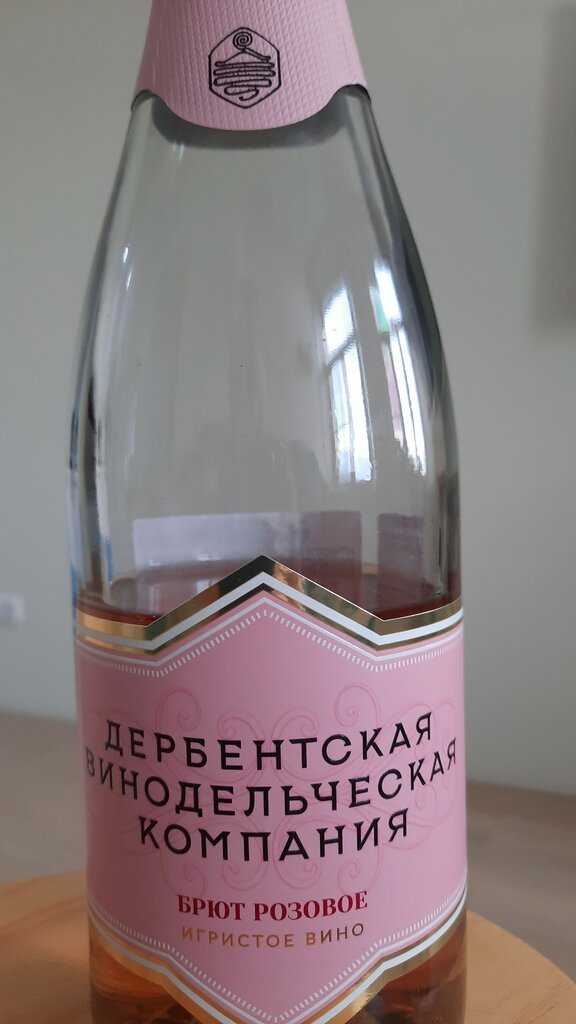 ДЕРБЕНТСКАЯ
ВИНОДЕЛЬЧЕСКАЯ
КОМПАНИЯ
БРЮТ РОЗОВОЕ
ИГРИСТОЕ ВИНО